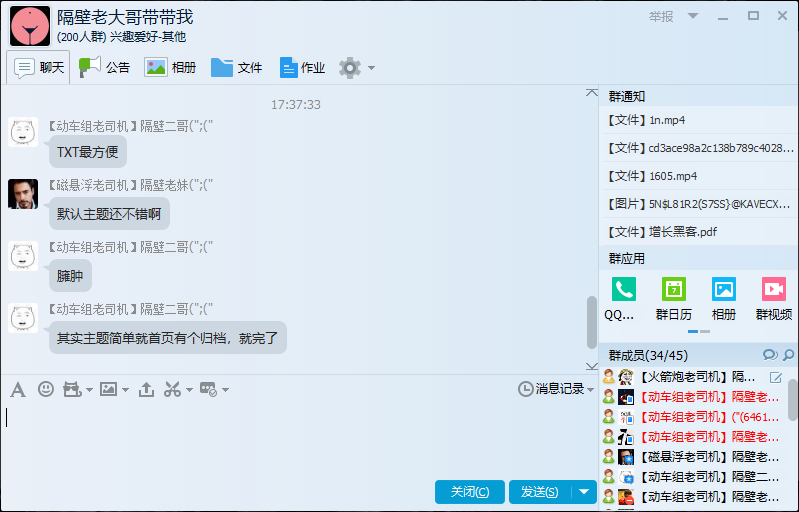 隔壁老大哥带带我
(200人群) 兴趣爱好-其他
举报
聊天
公告
相册
文件
作业
17:37:33
【动车组老司机】隔壁二哥(";("
TXT最方便
【磁悬浮老司机】隔壁老妹(";("
默认主题还不错啊
【动车组老司机】隔壁二哥(";("
臃肿
【动车组老司机】隔壁二哥(";("
其实主题简单就首页有个归档，就完了
消息记录
关闭(C)
发送(S)
群通知
【文件】1n.mp4
【文件】cd3ace98a2c138b789c4028...
【文件】1605.mp4
【图片】5N$L81R2(S7SS}@KAVECX...
【文件】增长黑客.pdf
群应用
QQ...
群日历
相册
群视频
群成员(34/45)
【火箭炮老司机】隔...
【动车组老司机】隔壁老...
【动车组老司机】("(6461...
【动车组老司机】隔壁老...
【磁悬浮老司机】隔壁老...
【动车组老司机】隔壁二...
【动车组老司机】隔壁老...